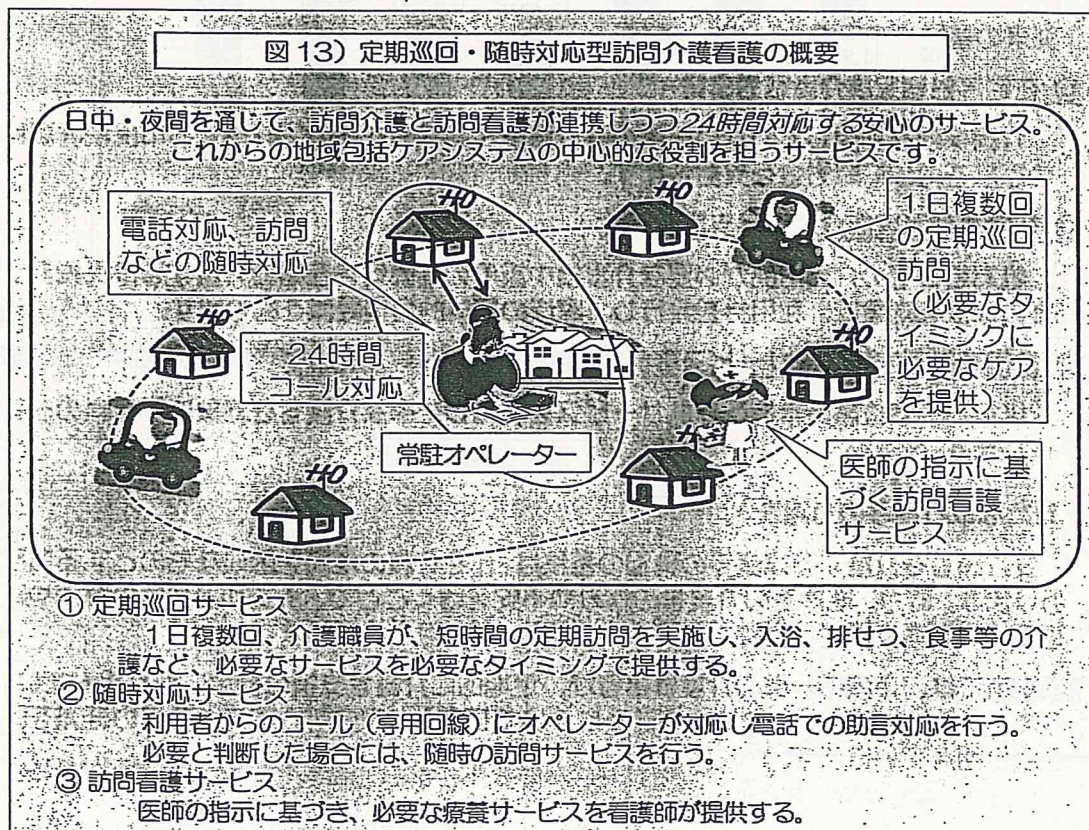 図13）定期巡回・随時対応型訪問介護看護の概要
日中・夜間を通じて、訪問介護と訪問看護が連携しつつ24時間対応する安心のサービス。
これからの地域包括ケアシステムの中心的な役割を担うサービスです。
電話対応、訪問
などの随時対応
24時間
コール対応
常駐オペレーター
1日複数回
の定期巡回
訪問
（必要なタ
イミングに
必要なケア
を提供）
医師の指示に基
づく訪問看護
サービス
① 定期巡回サービス
1日複数回、介護職員が、短時間の定期訪問を実施し、入浴、排せつ、食事等の介
護など、必要なサービスを必要なタイミングで提供する。
② 随時対応サービス
利用者からのコール（専用回線）にオペレーターが対応し電話での助言対応を行う。
必要と判断した場合には、随時の訪問サービスを行う。
③ 訪問看護サービス
医師の指示に基づき、必要な療養サービスを看護師が提供する。